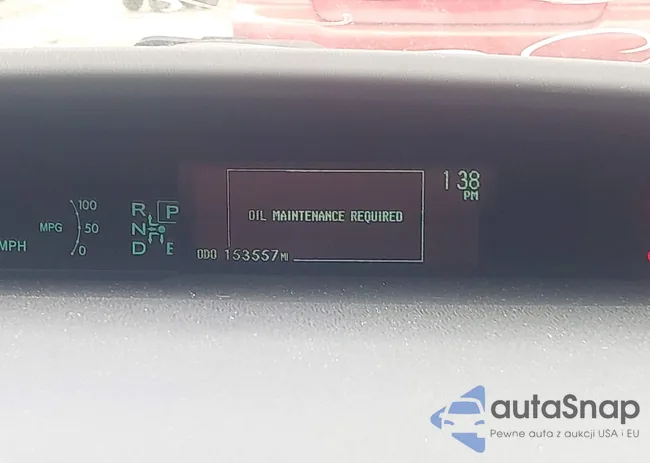 1:38
PM
100
MPG 50
0
MPH
R P
N
D B
OIL MAINTENANCE REQUIRED
ODO 153557 MI
autaSnap
Pewne auta z aukcji USA i EU